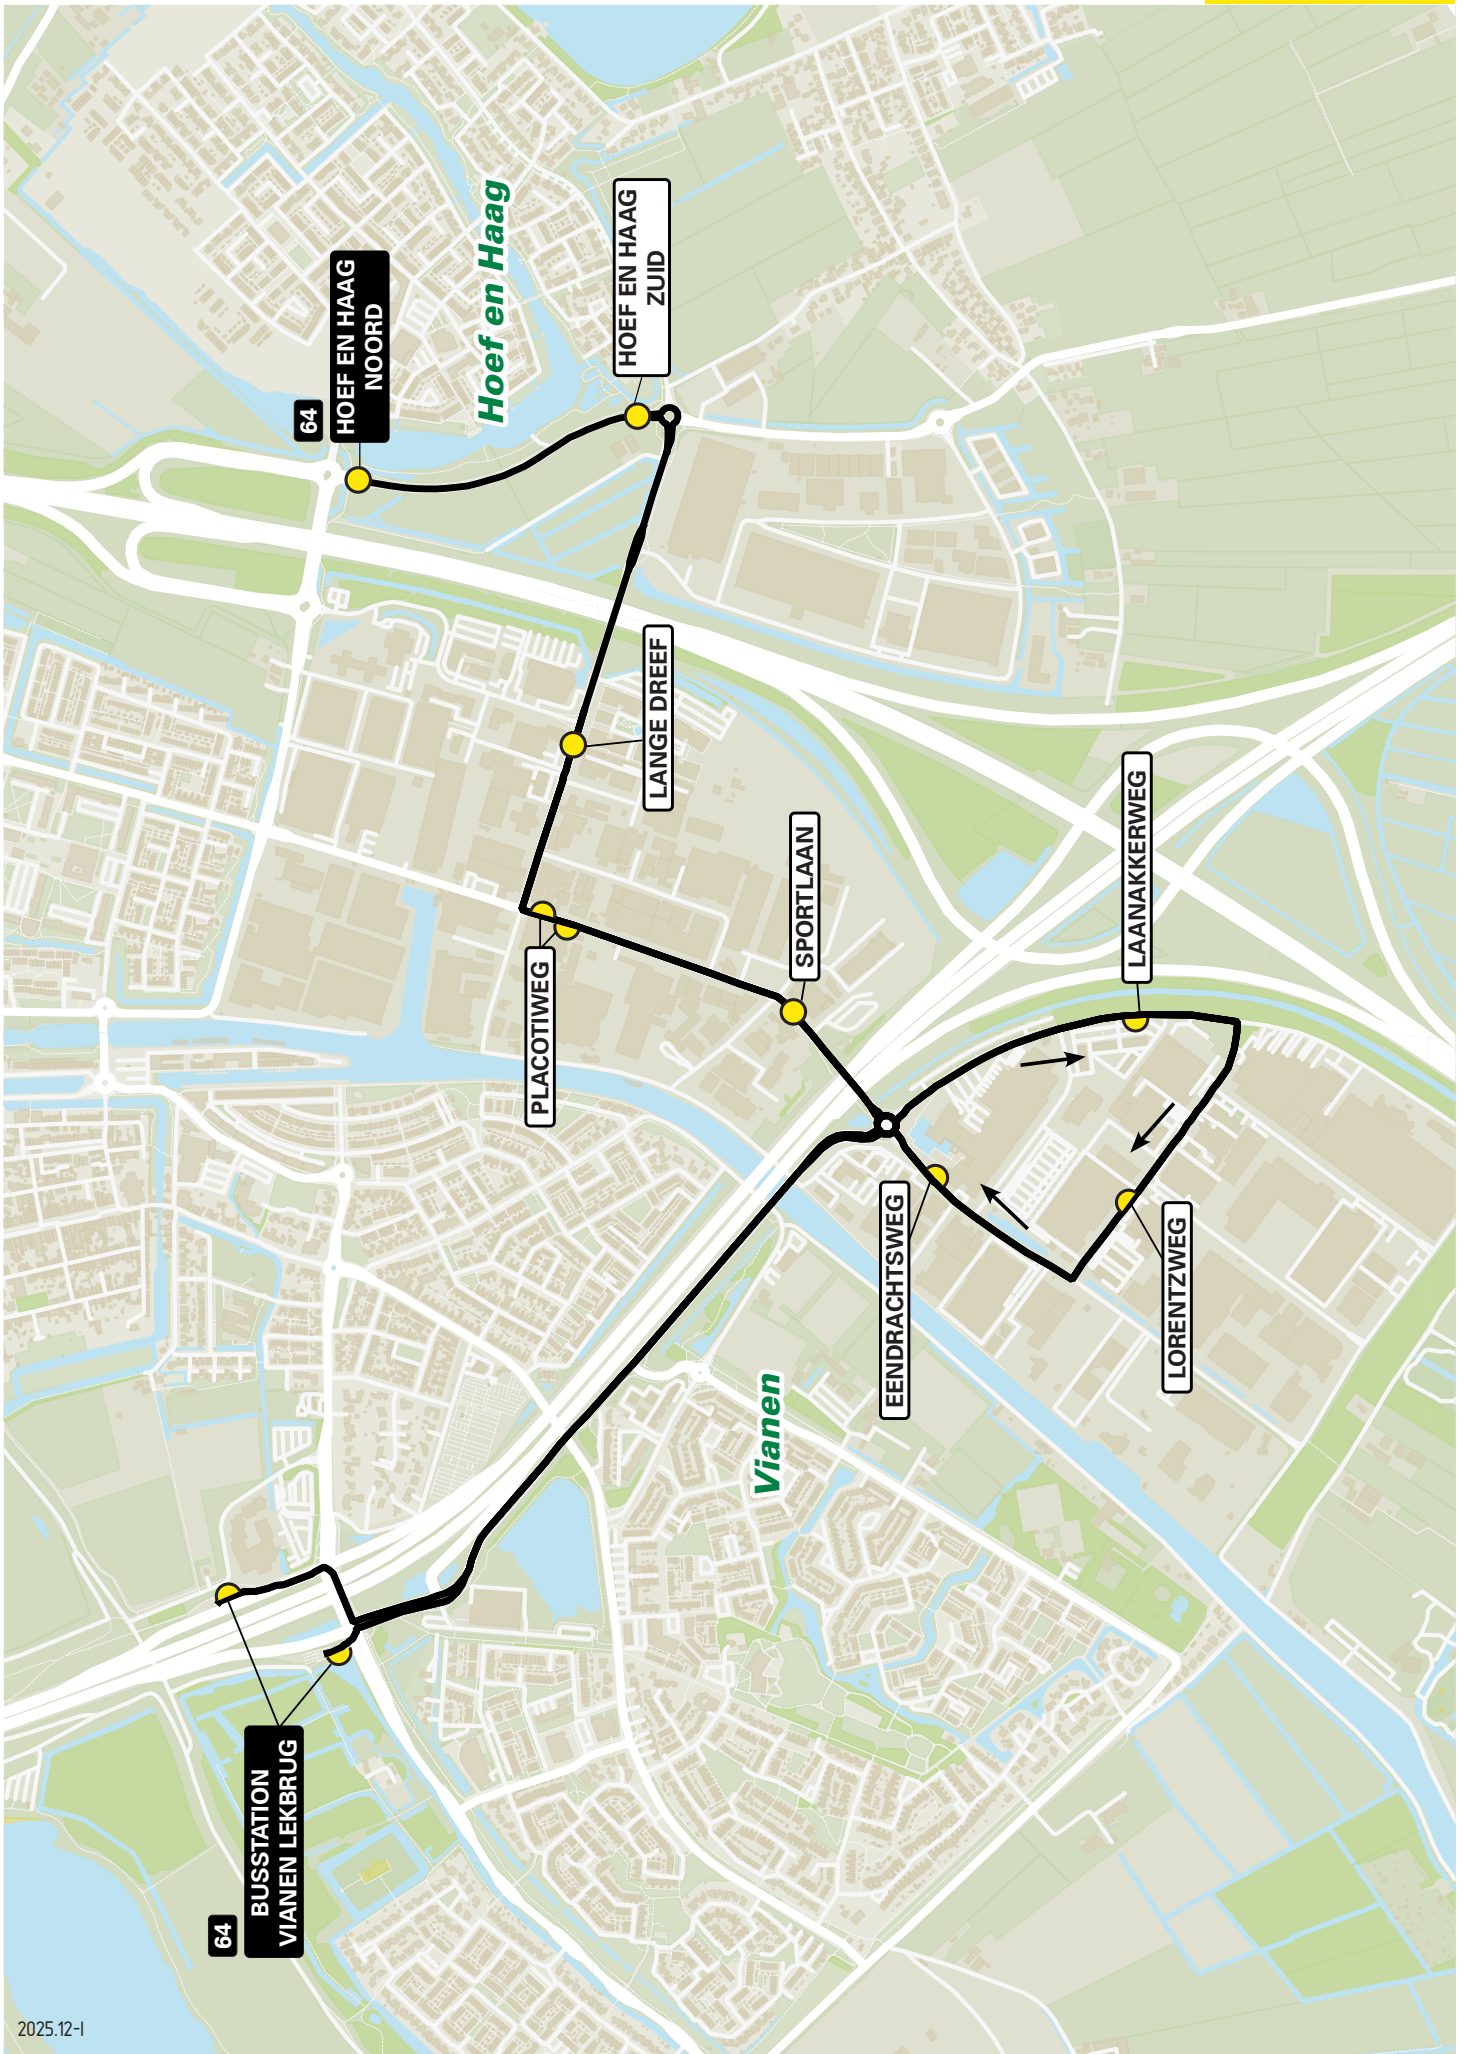 64
HOEF EN HAAG
NOORD
Hoef en Haag
HOEF EN HAAG
ZUID
LANGE DREEF
PLACOTIWEG
SPORTLAAN
LAANAKKERWEG
EENDRACHTSWEG
LORENTZWEG
Vianen
64
BUSSTATION
VIANEN LEKBRUG
2025.12-I